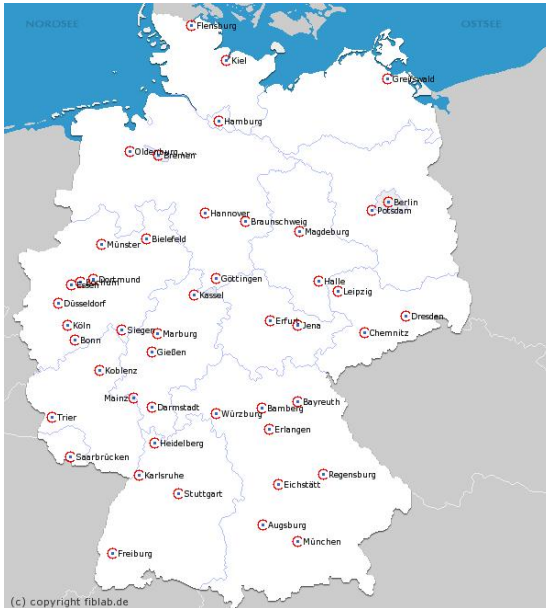 NORDSEE
OSTSEE
Flensburg
Kiel
Greifswald
Hamburg
Oldenburg
Bremen
Berlin
Potsdam
Hannover
Braunschweig
Magdeburg
Münster
Bielefeld
Göttingen
Halle
Leipzig
Dortmund
Bochum
Essen
Kassel
Düsseldorf
Dresden
Erfurt
Jena
Chemnitz
Köln
Siegen
Marburg
Bonn
Gießen
Koblenz
Mainz
Darmstadt
Würzburg
Bamberg
Bayreuth
Trier
Erlangen
Heidelberg
Saarbrücken
Karlsruhe
Regensburg
Eichstätt
Stuttgart
Augsburg
München
Freiburg
(c) copyright fiblab.de